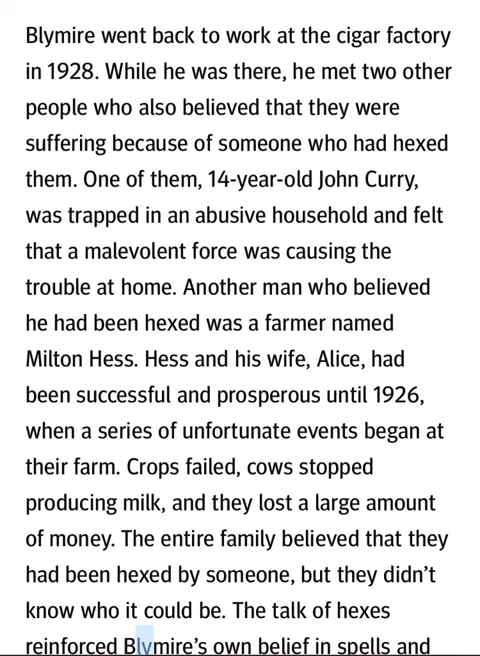 Blymire went back to work at the cigar factory
in 1928. While he was there, he met two other
people who also believed that they were
suffering because of someone who had hexed
them. One of them, 14-year-old John Curry,
was trapped in an abusive household and felt
that a malevolent force was causing the
trouble at home. Another man who believed
he had been hexed was a farmer named
Milton Hess. Hess and his wife, Alice, had
been successful and prosperous until 1926,
when a series of unfortunate events began at
their farm. Crops failed, cows stopped
producing milk, and they lost a large amount
of money. The entire family believed that they
had been hexed by someone, but they didn’t
know who it could be. The talk of hexes
reinforced Blymire’s own belief in spells and